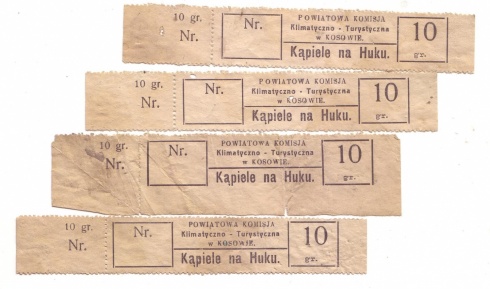 10 gr.
Nr.
Nr.
POWIATOWA KOMISJA
Klimatyczno - Turystyczna
w KOSOWIE.
Kąpiele na Huku.
10
gr.
10 gr.
Nr.
Nr.
POWIATOWA KOMISJA
Klimatyczno - Turystyczna
w KOSOWIE.
Kąpiele na Huku.
10
gr.
10 gr.
Nr.
Nr.
POWIATOWA KOMISJA
Klimatyczno - Turystyczna
w KOSOWIE.
Kąpiele na Huku.
10
gr.
10 gr.
Nr.
Nr.
POWIATOWA KOMISJA
Klimatyczno - Turystyczna
w KOSOWIE.
Kąpiele na Huku.
10
gr.